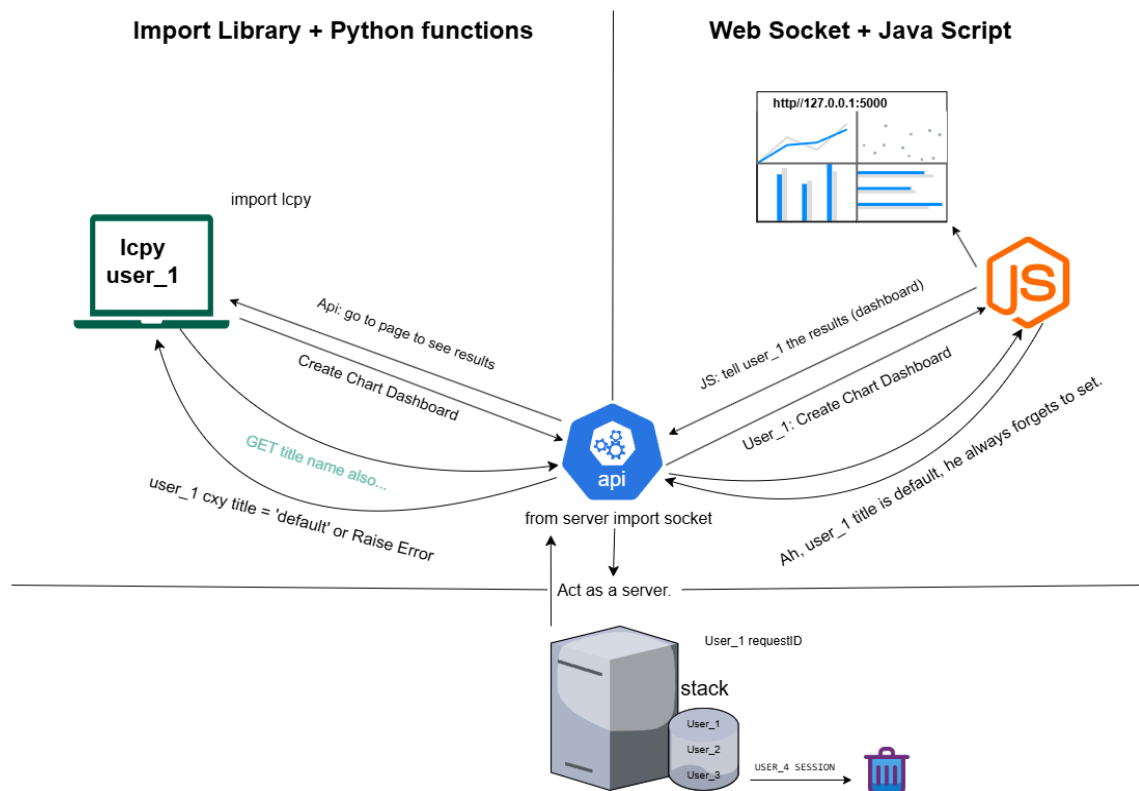 Import Library + Python functions
Web Socket + Java Script
http//127.0.0.1:5000
import lcpy
lcpy
user_1
JS
Api: go to page to see results
Create Chart Dashboard
JS: tell user_1 the results (dashboard)
User_1: Create Chart Dashboard
GET title name also...
user_1 cxy title = 'default' or Raise Error
api
Ah, user_1 title is default, he always forgets to set.
from server import socket
Act as a server.
User_1 requestID
stack
User_1
User_2
User_3
USER_4 SESSION